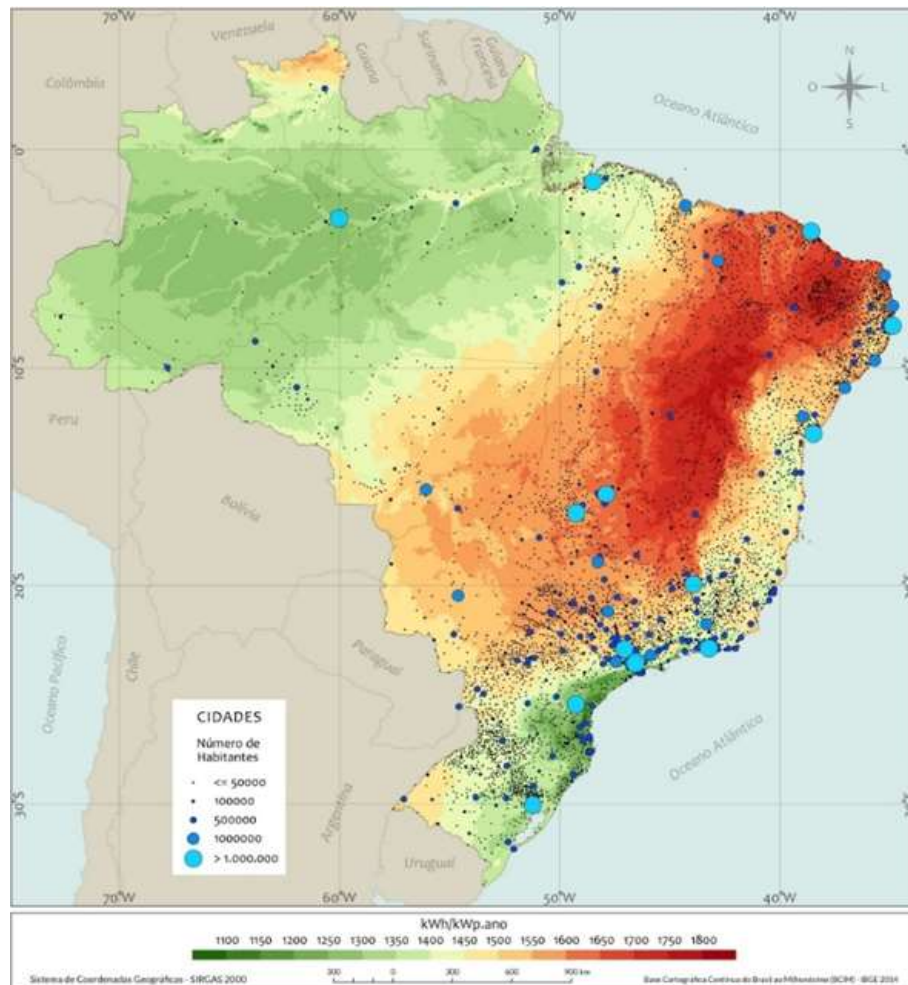 70°W
60°W
50°W
40°W
Venezuela
Guiana
Suriname
Guiana Francesa
Colômbia
Oceano Atlântico
N
O
L
S
0°
0°
10°S
10°S
Peru
Bolívia
20°S
20°S
Oceano Pacífico
Chile
Paraguai
CIDADES
Número de
Habitantes
<= 50000
100000
500000
1000000
> 1.000.000
Oceano Atlântico
Argentina
30°S
30°S
Uruguai
70°W
60°W
50°W
40°W
kWh/kWp.ano
1100 1150 1200 1250 1300 1350 1400 1450 1500 1550 1600 1650 1700 1750 1800
300 0 300 600 900 km
Sistema de Coordenadas Geográficas - SIRGAS 2000
Base Cartográfica Contínua do Brasil ao Milionésimo (BCIM) - IBGE 2014